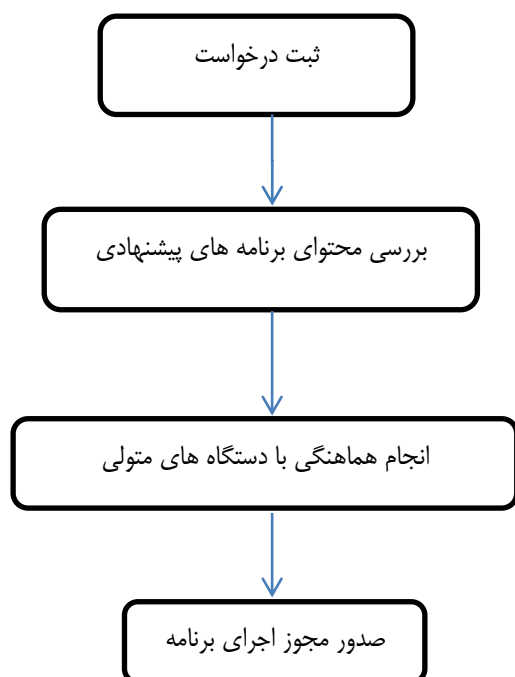 ثبت درخواست
بررسی محتوای برنامه های پیشنهادی
انجام هماهنگی با دستگاه های متولی
صدور مجوز اجرای برنامه